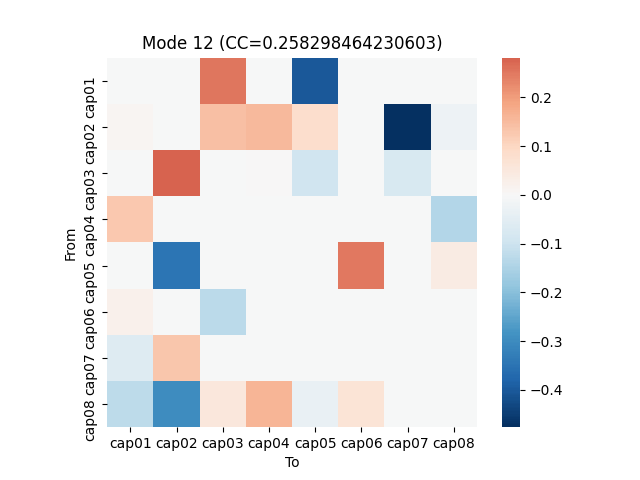 Mode 12 (CC=0.258298464230603)
From
cap01
cap02
cap03
cap04
cap05
cap06
cap07
cap08
cap01 cap02 cap03 cap04 cap05 cap06 cap07 cap08
To
0.2
0.1
0.0
−0.1
−0.2
−0.3
−0.4